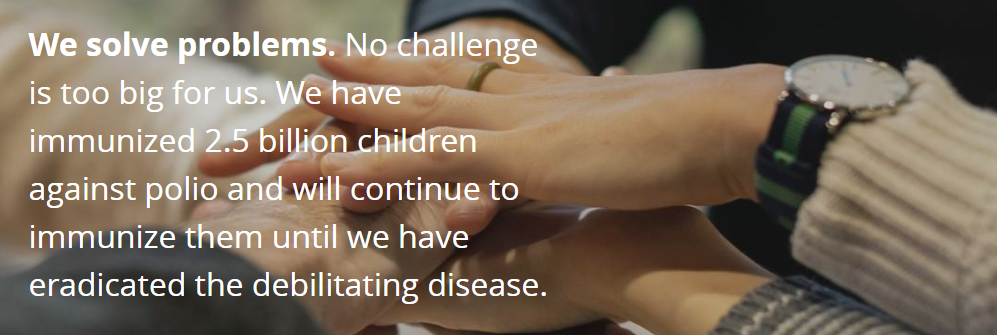 We solve problems. No challenge
is too big for us. We have
immunized 2.5 billion children
against polio and will continue to
immunize them until we have
eradicated the debilitating disease.